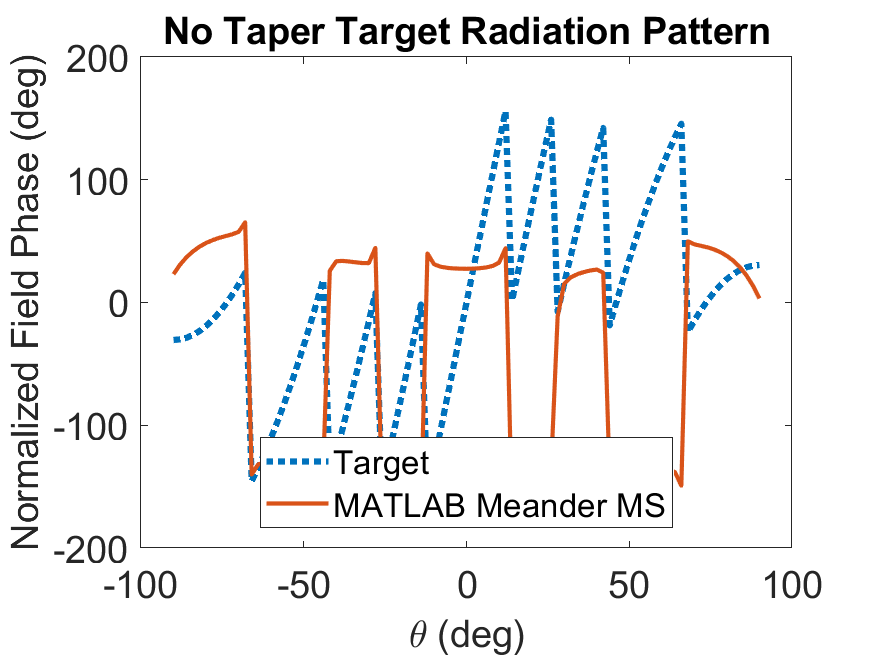 No Taper Target Radiation Pattern
Normalized Field Phase (deg)
200
100
0
-100
-200
Target
MATLAB Meander MS
-100
-50
0
50
100
θ (deg)